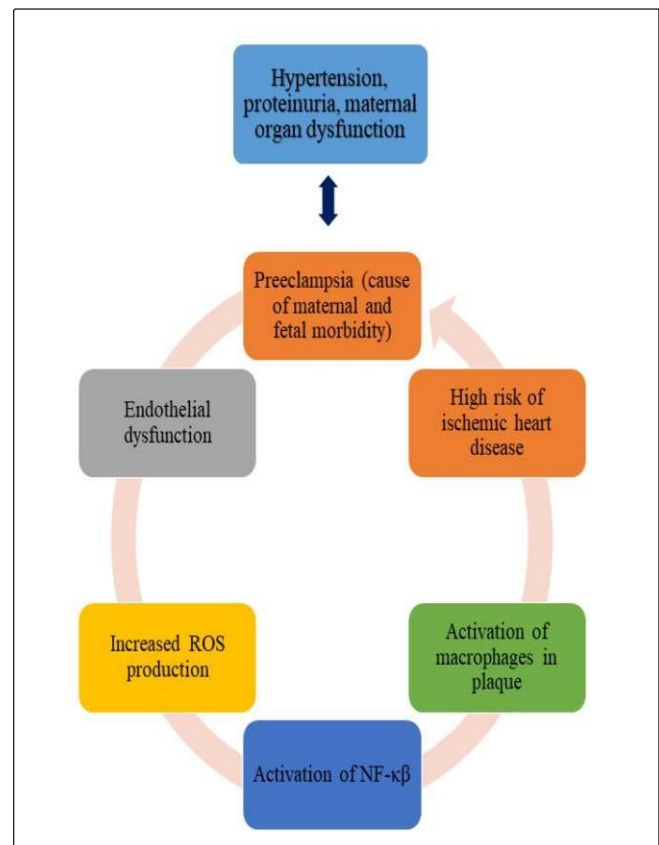 Hypertension,
proteinuria, maternal
organ dysfunction
Preeclampsia (cause
of maternal and
fetal morbidity)
Endothelial
dysfunction
High risk of
ischemic heart
disease
Increased ROS
production
Activation of
macrophages in
plaque
Activation of NF-κβ